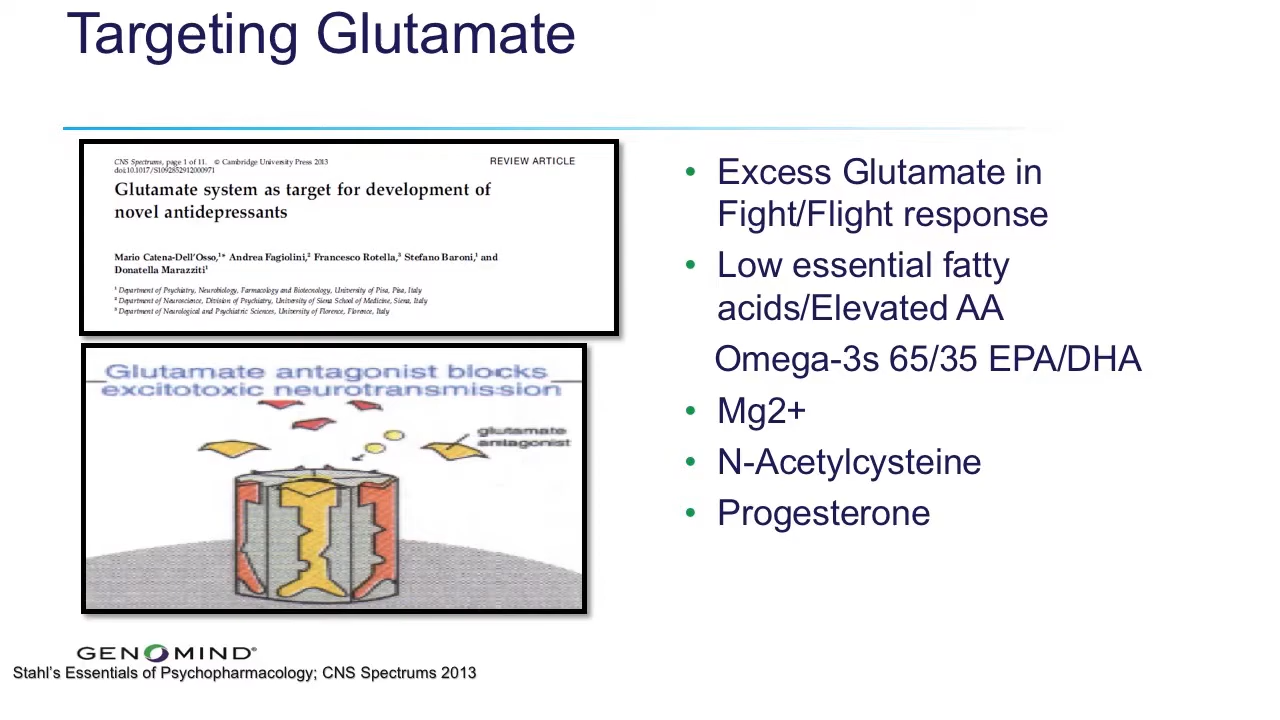 Targeting Glutamate
CNS Spectrums, page 1 of 11. © Cambridge University Press 2013
doi:10.1017/S1092852912000971
REVIEW ARTICLE
Glutamate system as target for development of
novel antidepressants
Mario Catena-Dell'Osso,¹* Andrea Fagiolini,² Francesco Rotella,³ Stefano Baroni,¹ and
Donatella Marazziti¹
¹ Department of Psychiatry, Neurobiology, Farmacology and Biotecnology, University of Pisa, Pisa, Italy
² Department of Neuroscience, Division of Psychiatry, University of Siena School of Medicine, Siena, Italy
³ Department of Neurological and Psychiatric Sciences, University of Florence, Florence, Italy
Glutamate antagonist blocks
excitotoxic neurotransmission
glutamate
antagonist
• Excess Glutamate in
Fight/Flight response
• Low essential fatty
acids/Elevated AA
Omega-3s 65/35 EPA/DHA
• Mg2+
• N-Acetylcysteine
• Progesterone
GENOMIND®
Stahl's Essentials of Psychopharmacology; CNS Spectrums 2013